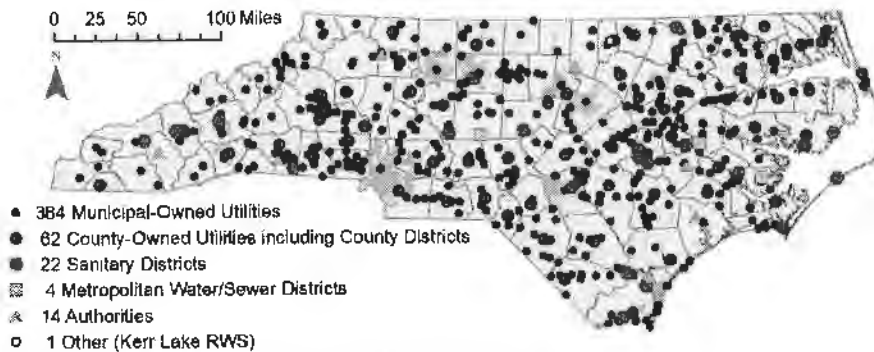 0 25 50 100 Miles
N
384 Municipal-Owned Utilities
62 County-Owned Utilities including County Districts
22 Sanitary Districts
4 Metropolitan Water/Sewer Districts
14 Authorities
1 Other (Kerr Lake RWS)